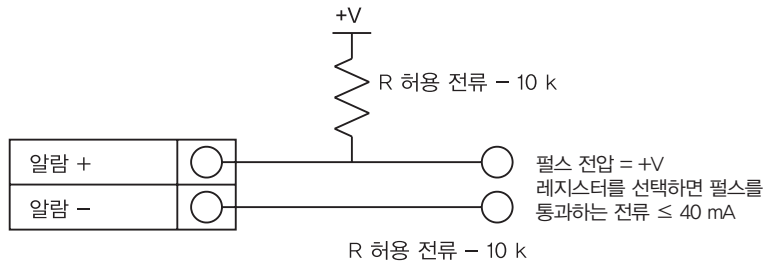 +V
R 허용 전류 – 10 k
알람 +
알람 –
펄스 전압 = +V
레지스터를 선택하면 펄스를
통과하는 전류 ≤ 40 mA
R 허용 전류 – 10 k